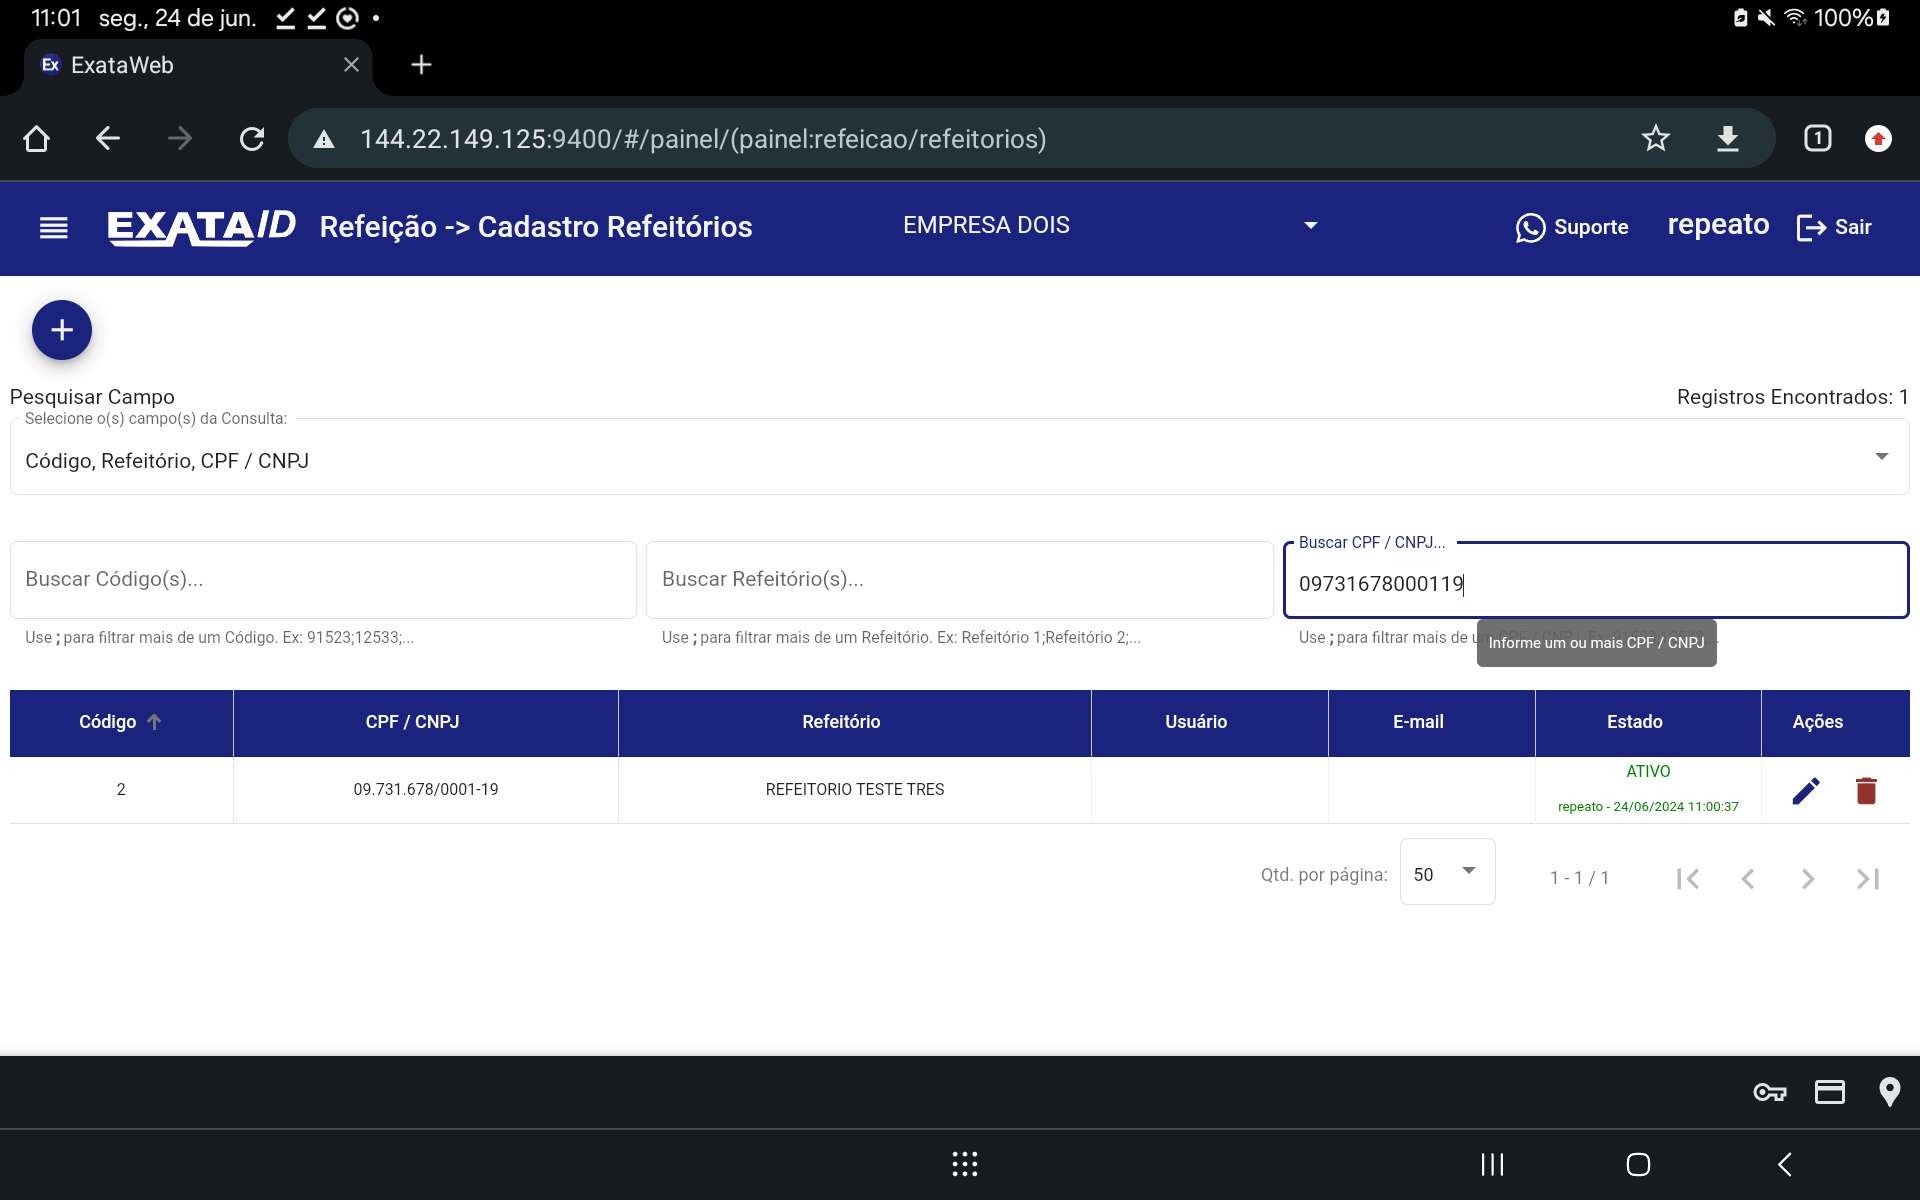 11:01 seg., 24 de jun.
100%
Ex ExataWeb
144.22.149.125:9400/#/painel/(painel:refeicao/refeitorios)
1
EXATAID Refeição -> Cadastro Refeitórios EMPRESA DOIS Suporte repeato Sair
Pesquisar Campo Registros Encontrados: 1
Selecione o(s) campo(s) da Consulta:
Código, Refeitório, CPF / CNPJ
Buscar CPF / CNPJ...
Buscar Código(s)... Buscar Refeitório(s)... 09731678000119
Use ; para filtrar mais de um Código. Ex: 91523;12533;... Use ; para filtrar mais de um Refeitório. Ex: Refeitório 1;Refeitório 2;... Use ; para filtrar mais de
Informe um ou mais CPF / CNPJ
Código CPF / CNPJ Refeitório Usuário E-mail Estado Ações
2 09.731.678/0001-19 REFEITORIO TESTE TRES ATIVO
repeato - 24/06/2024 11:00:37
Qtd. por página: 50 1 - 1 / 1